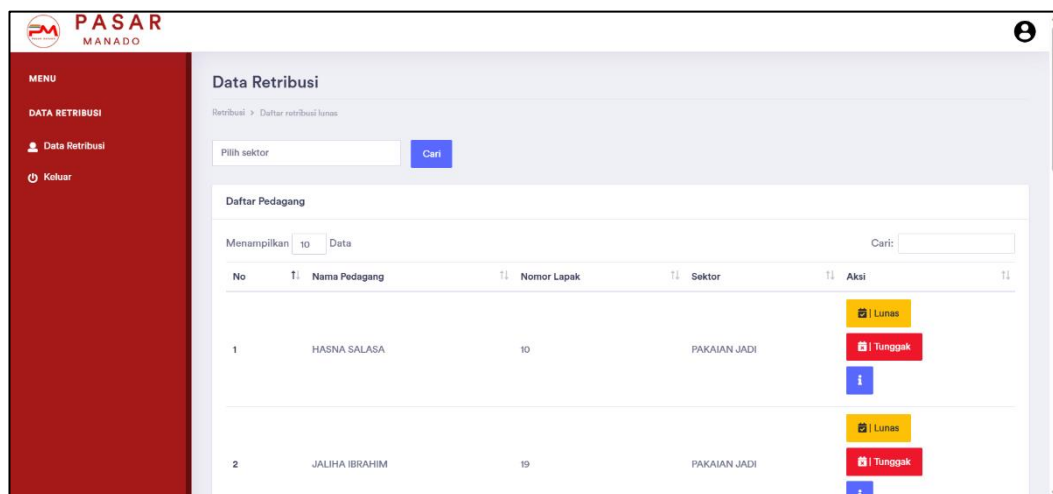 PASAR
MANADO
MENU
DATA RETRIBUSI
Data Retribusi
Keluar
Data Retribusi
Retribusi > Daftar retribusi lunas
Pilih sektor
Cari
Daftar Pedagang
Menampilkan 10 Data
Cari:
No Nama Pedagang Nomor Lapak Sektor Aksi
| Lunas
1 HASNA SALASA 10 PAKAIAN JADI | Tunggak
i
| Lunas
2 JALIHA IBRAHIM 19 PAKAIAN JADI | Tunggak
i